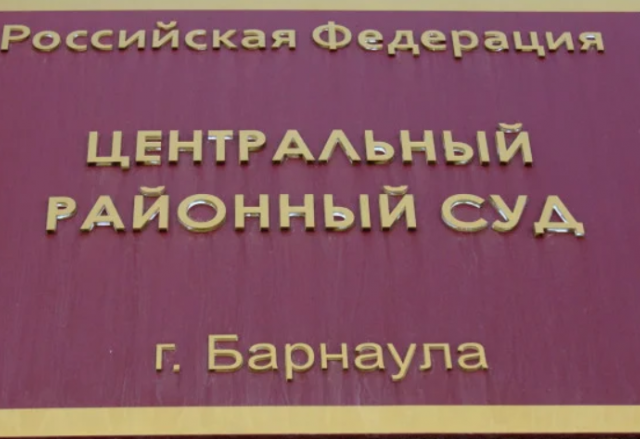 Российская Федерация
ЦЕНТРАЛЬНЫЙ
РАЙОННЫЙ СУД
г. Барнаула